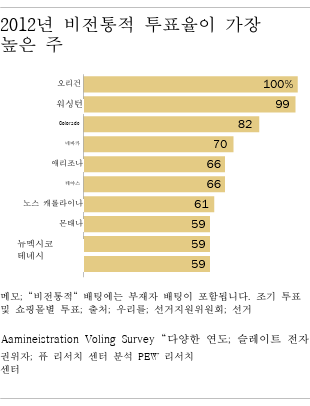 2012년 비전통적 투표율이 가장
높은 주
오리건 100%
워싱턴 99
Colorado 82
네바다 70
애리조나 66
66
노스 캐롤라이나 61
몬태나 59
뉴멕시코 59
테네시 59
메모; "비전통적" 배팅에는 부재자 배팅이 포함됩니다. 조기 투표
및 쇼핑몰별 투표; 출처; 우리를; 선거지원위원회; 선거
Aamineistration Voling Survey "다양한 연도; 슬레이트 전자
권위자; 퓨 리서치 센터 분석 PEW 리서치
센터